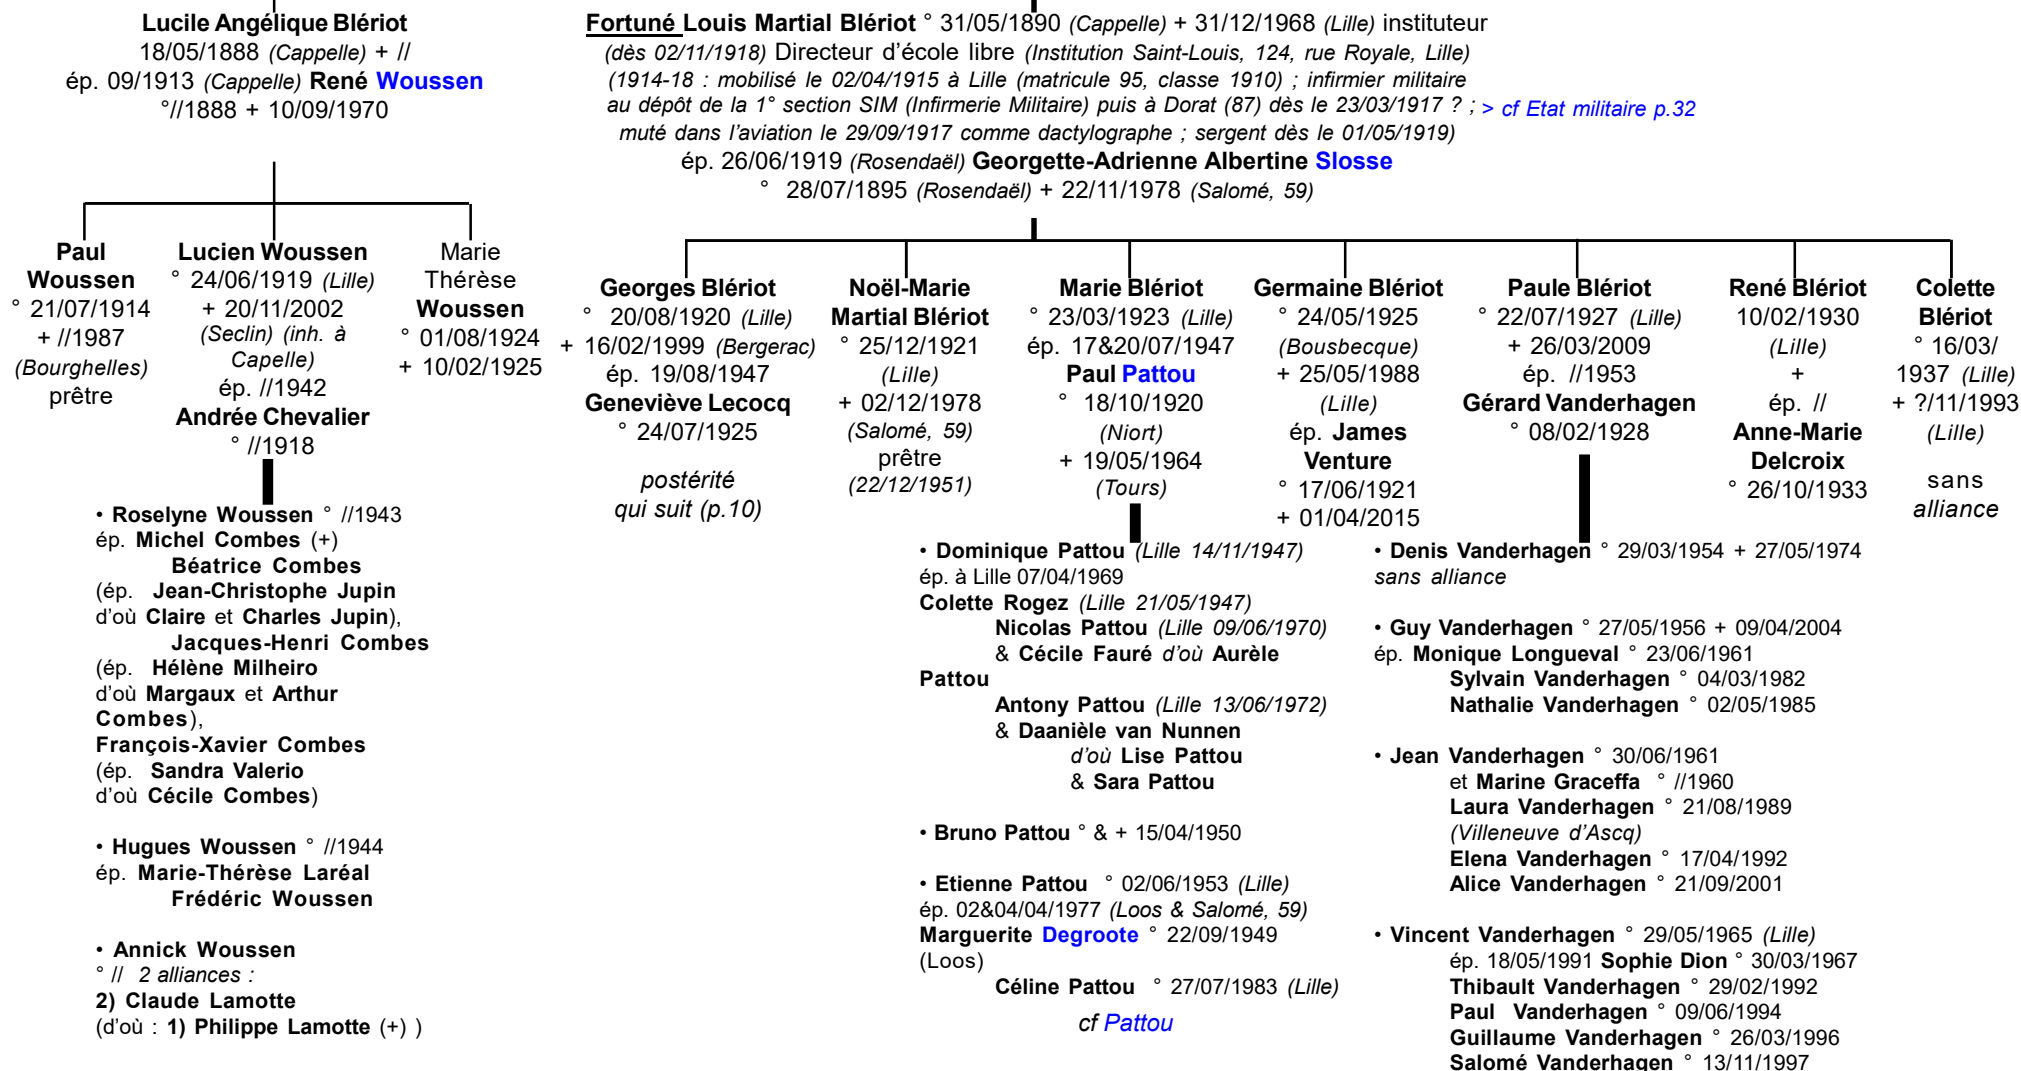 Lucile Angélique Blériot
18/05/1888 (Cappelle) + //
ép. 09/1913 (Cappelle) René Woussen
°//1888 + 10/09/1970
Fortuné Louis Martial Blériot ° 31/05/1890 (Cappelle) + 31/12/1968 (Lille) instituteur
(dès 02/11/1918) Directeur d’école libre (Institution Saint-Louis, 124, rue Royale, Lille)
(1914-18 : mobilisé le 02/04/1915 à Lille (matricule 95, classe 1910) ; infirmier militaire
au dépôt de la 1° section SIM (Infirmerie Militaire) puis à Dorat (87) dès le 23/03/1917 ? ; > cf Etat militaire p.32
muté dans l’aviation le 29/09/1917 comme dactylographe ; sergent dès le 01/05/1919)
ép. 26/06/1919 (Rosendaël) Georgette-Adrienne Albertine Slosse
° 28/07/1895 (Rosendaël) + 22/11/1978 (Salomé, 59)
Paul
Woussen
° 21/07/1914
+ //1987
(Bourghelles)
prêtre
Lucien Woussen
° 24/06/1919 (Lille)
+ 20/11/2002
(Seclin) (inh. à
Capelle)
ép. //1942
Andrée Chevalier
° //1918
Marie
Thérèse
Woussen
° 01/08/1924
+ 10/02/1925
Georges Blériot
° 20/08/1920 (Lille)
+ 16/02/1999 (Bergerac)
ép. 19/08/1947
Geneviève Lecocq
° 24/07/1925
postérité
qui suit (p.10)
Noël-Marie
Martial Blériot
° 25/12/1921
(Lille)
+ 02/12/1978
(Salomé, 59)
prêtre
(22/12/1951)
Marie Blériot
° 23/03/1923 (Lille)
ép. 17&20/07/1947
Paul Pattou
° 18/10/1920
(Niort)
+ 19/05/1964
(Tours)
Germaine Blériot
° 24/05/1925
(Bousbecque)
+ 25/05/1988
(Lille)
ép. James
Venture
° 17/06/1921
+ 01/04/2015
Paule Blériot
° 22/07/1927 (Lille)
+ 26/03/2009
ép. //1953
Gérard Vanderhagen
° 08/02/1928
René Blériot
10/02/1930
(Lille)
+
ép. //
Anne-Marie
Delcroix
° 26/10/1933
Colette
Blériot
° 16/03/
1937 (Lille)
+ ?/11/1993
(Lille)
sans
alliance
• Roselyne Woussen ° //1943
ép. Michel Combes (+)
Béatrice Combes
(ép. Jean-Christophe Jupin
d’où Claire et Charles Jupin),
Jacques-Henri Combes
(ép. Hélène Milheiro
d’où Margaux et Arthur
Combes),
François-Xavier Combes
(ép. Sandra Valerio
d’où Cécile Combes)
• Hugues Woussen ° //1944
ép. Marie-Thérèse Laréal
Frédéric Woussen
• Annick Woussen
° // 2 alliances :
2) Claude Lamotte
(d’où : 1) Philippe Lamotte (+) )
• Dominique Pattou (Lille 14/11/1947)
ép. à Lille 07/04/1969
Colette Rogez (Lille 21/05/1947)
Nicolas Pattou (Lille 09/06/1970)
& Cécile Fauré d’où Aurèle
Pattou
Antony Pattou (Lille 13/06/1972)
& Daanièle van Nunnen
d’où Lise Pattou
& Sara Pattou
• Bruno Pattou ° & + 15/04/1950
• Etienne Pattou ° 02/06/1953 (Lille)
ép. 02&04/04/1977 (Loos & Salomé, 59)
Marguerite Degroote ° 22/09/1949
(Loos)
Céline Pattou ° 27/07/1983 (Lille)
cf Pattou
• Denis Vanderhagen ° 29/03/1954 + 27/05/1974
sans alliance
• Guy Vanderhagen ° 27/05/1956 + 09/04/2004
ép. Monique Longueval ° 23/06/1961
Sylvain Vanderhagen ° 04/03/1982
Nathalie Vanderhagen ° 02/05/1985
• Jean Vanderhagen ° 30/06/1961
et Marine Graceffa ° //1960
Laura Vanderhagen ° 21/08/1989
(Villeneuve d’Ascq)
Elena Vanderhagen ° 17/04/1992
Alice Vanderhagen ° 21/09/2001
• Vincent Vanderhagen ° 29/05/1965 (Lille)
ép. 18/05/1991 Sophie Dion ° 30/03/1967
Thibault Vanderhagen ° 29/02/1992
Paul Vanderhagen ° 09/06/1994
Guillaume Vanderhagen ° 26/03/1996
Salomé Vanderhagen ° 13/11/1997